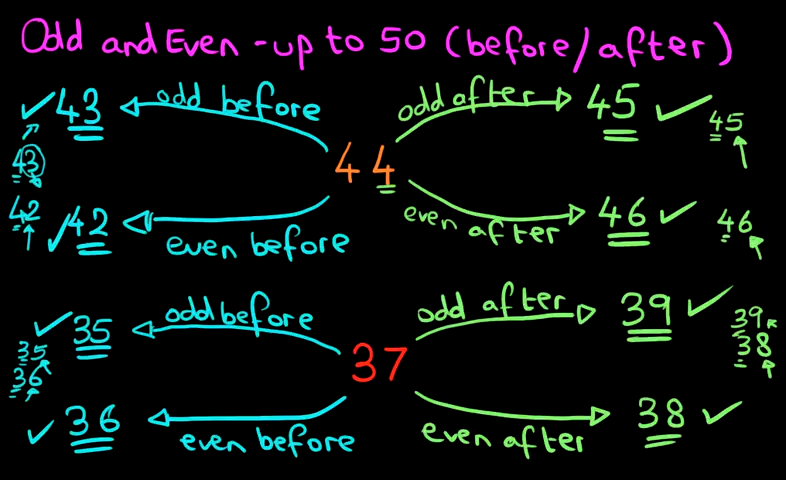 Odd and Even - up to 50 (before/after)
✓ 43 odd before odd after 45 ✓ 45
43 44
42 ✓ 42 even before even after 46 ✓ 46
✓ 35 odd before odd after 39 ✓ 39
35 37 38
36
✓ 36 even before even after 38 ✓